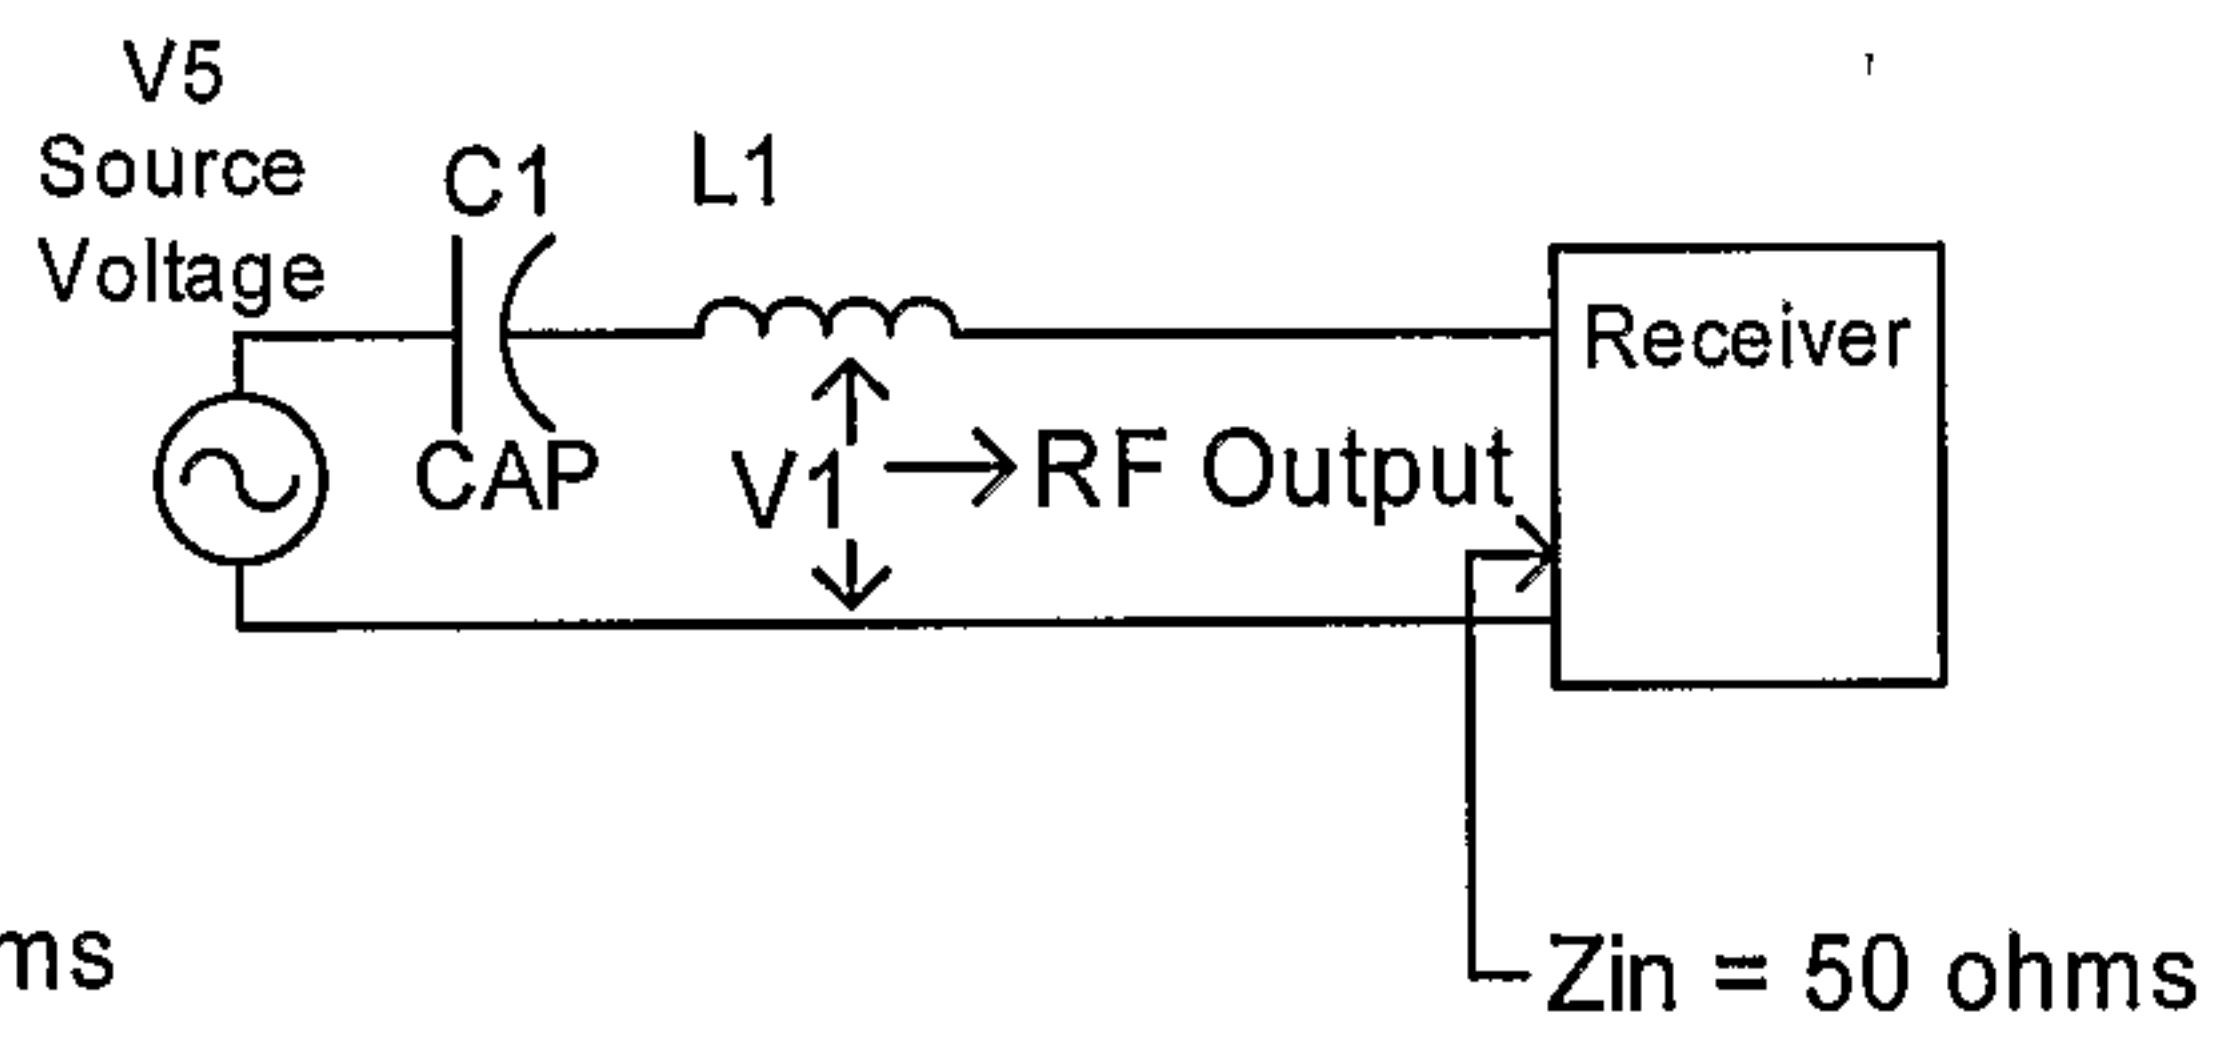 V5
Source
Voltage
C1
L1
CAP
V1
RF Output
Receiver
ms
Zin = 50 ohms